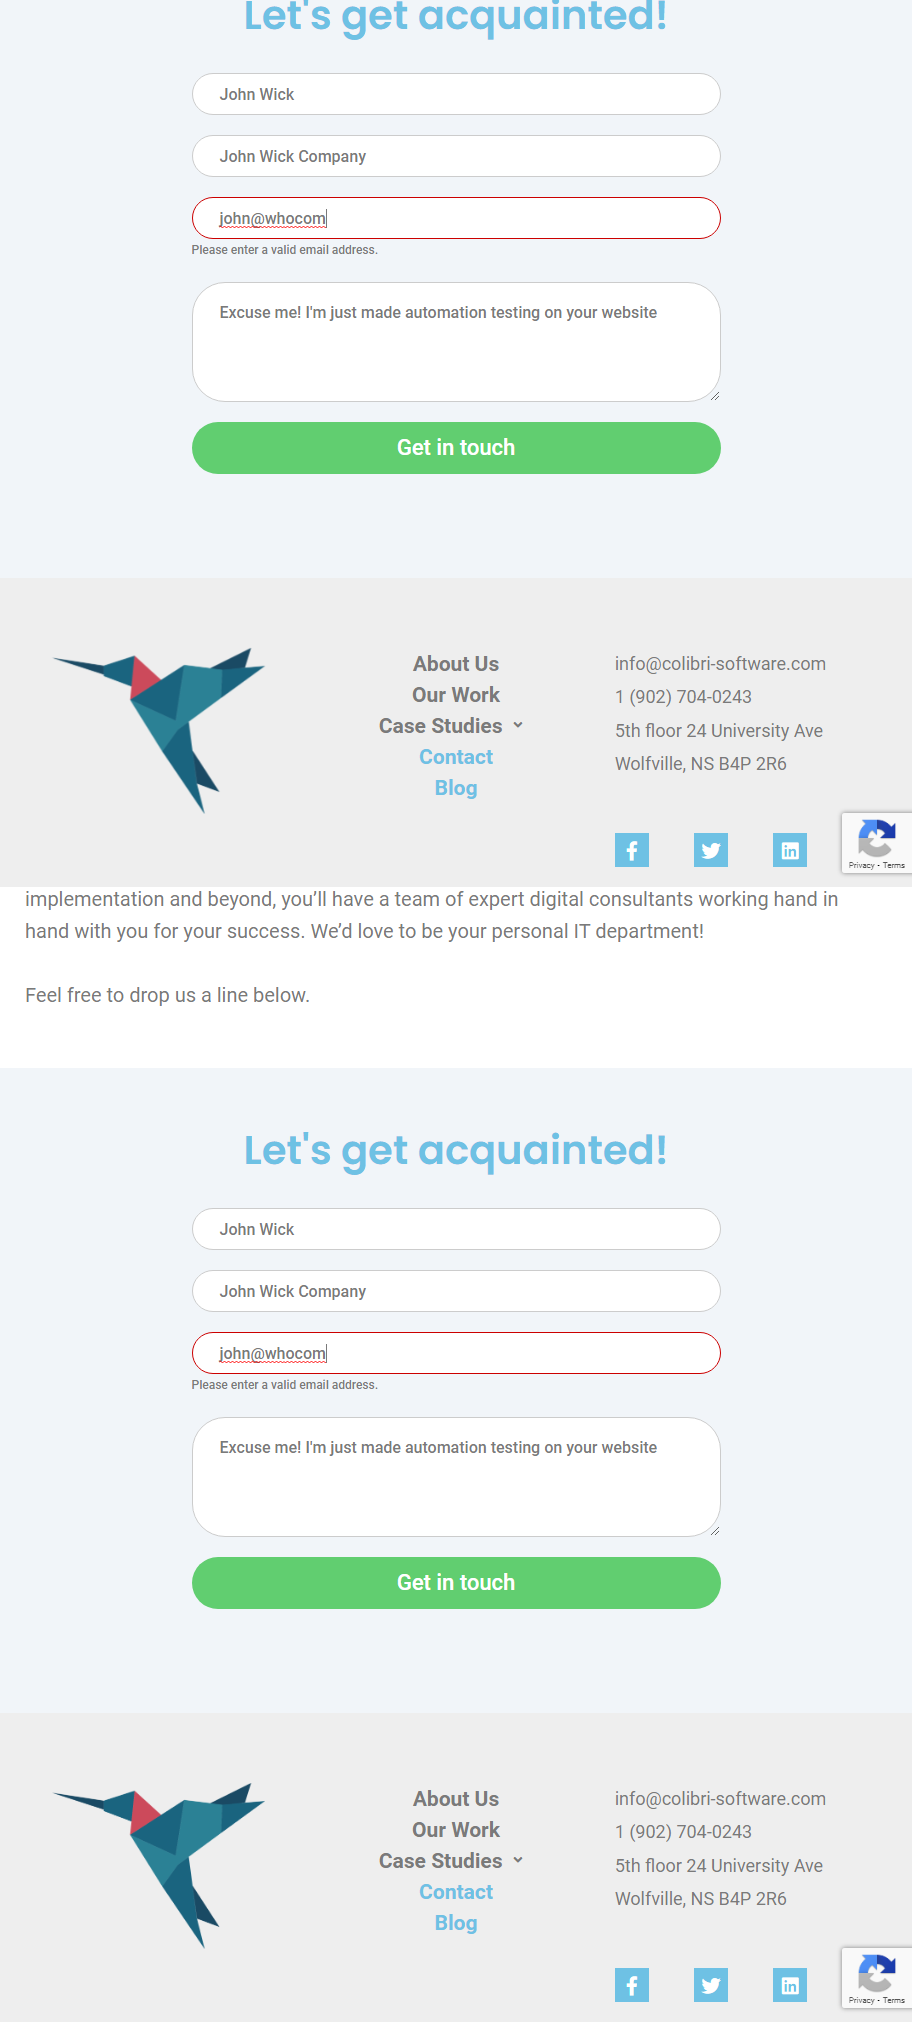 Let's get acquainted!
John Wick
John Wick Company
john@whocom
Please enter a valid email address.
Excuse me! I'm just made automation testing on your website
Get in touch
About Us
Our Work
Case Studies
Contact
Blog
info@colibri-software.com
1 (902) 704-0243
5th floor 24 University Ave
Wolfville, NS B4P 2R6
Privacy - Terms
implementation and beyond, you’ll have a team of expert digital consultants working hand in
hand with you for your success. We’d love to be your personal IT department!
Feel free to drop us a line below.
Let's get acquainted!
John Wick
John Wick Company
john@whocom
Please enter a valid email address.
Excuse me! I'm just made automation testing on your website
Get in touch
About Us
Our Work
Case Studies
Contact
Blog
info@colibri-software.com
1 (902) 704-0243
5th floor 24 University Ave
Wolfville, NS B4P 2R6
Privacy - Terms